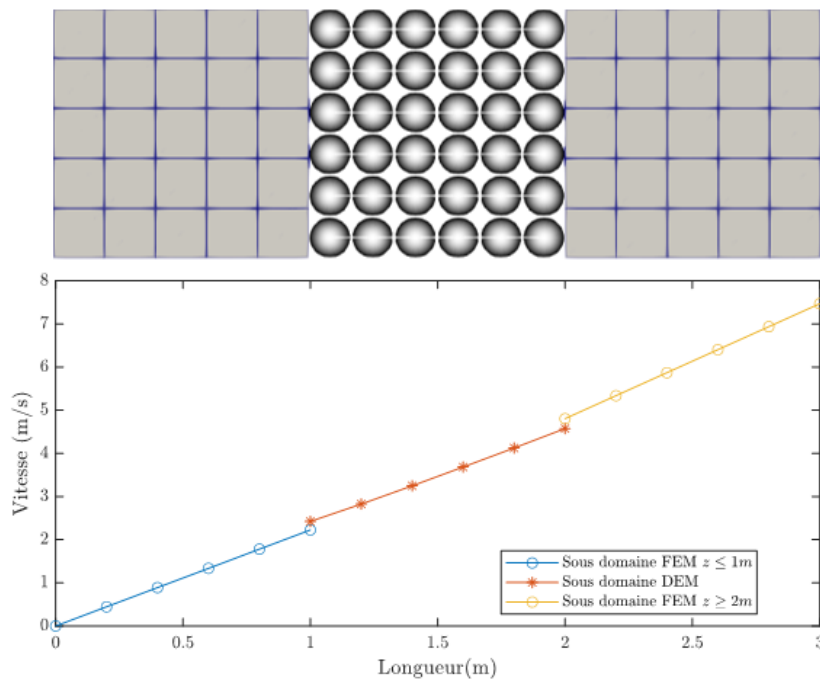 8
7
6
5
4
3
2
1
0
Vitesse (m/s)
0 0.5 1 1.5 2 2.5 3
Longueur(m)
Sous domaine FEM z ≤ 1m
Sous domaine DEM
Sous domaine FEM z ≥ 2m